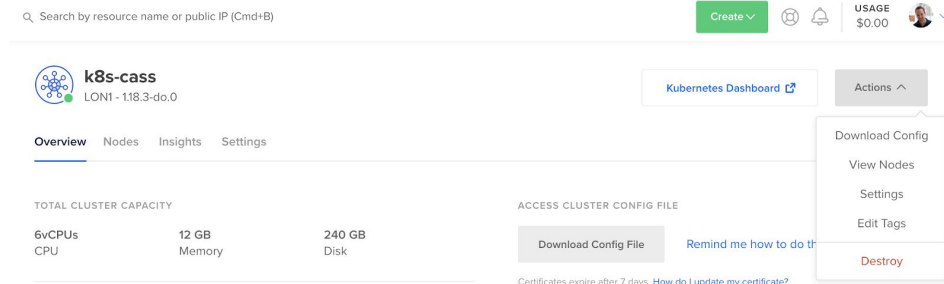 Search by resource name or public IP (Cmd+B)
Create
USAGE
$0.00
k8s-cass
LON1 - 1.18.3-do.0
Kubernetes Dashboard
Actions
Download Config
View Nodes
Settings
Edit Tags
Destroy
Overview Nodes Insights Settings
TOTAL CLUSTER CAPACITY
6vCPUs 12 GB 240 GB
CPU Memory Disk
ACCESS CLUSTER CONFIG FILE
Download Config File Remind me how to do th
Certificates expire after 7 days. How do I update my certificate?